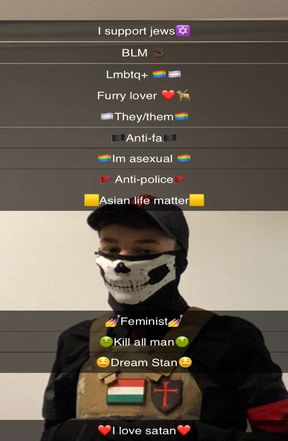 I support jews✡️
BLM ✊🏿
Lmbtq+ 🏳️‍🌈🏳️‍⚧️
Furry lover ❤️🐕‍🦺
🏳️‍⚧️They/them🏳️‍🌈
🏴Anti-fa🏴
🏳️‍🌈Im asexual 🏳️‍🌈
🚩Anti-police🚩
🟨Asian life matter🟨
💅Feminist💅
🤢Kill all man🤢
🥴Dream Stan🥴
❤️I love satan❤️